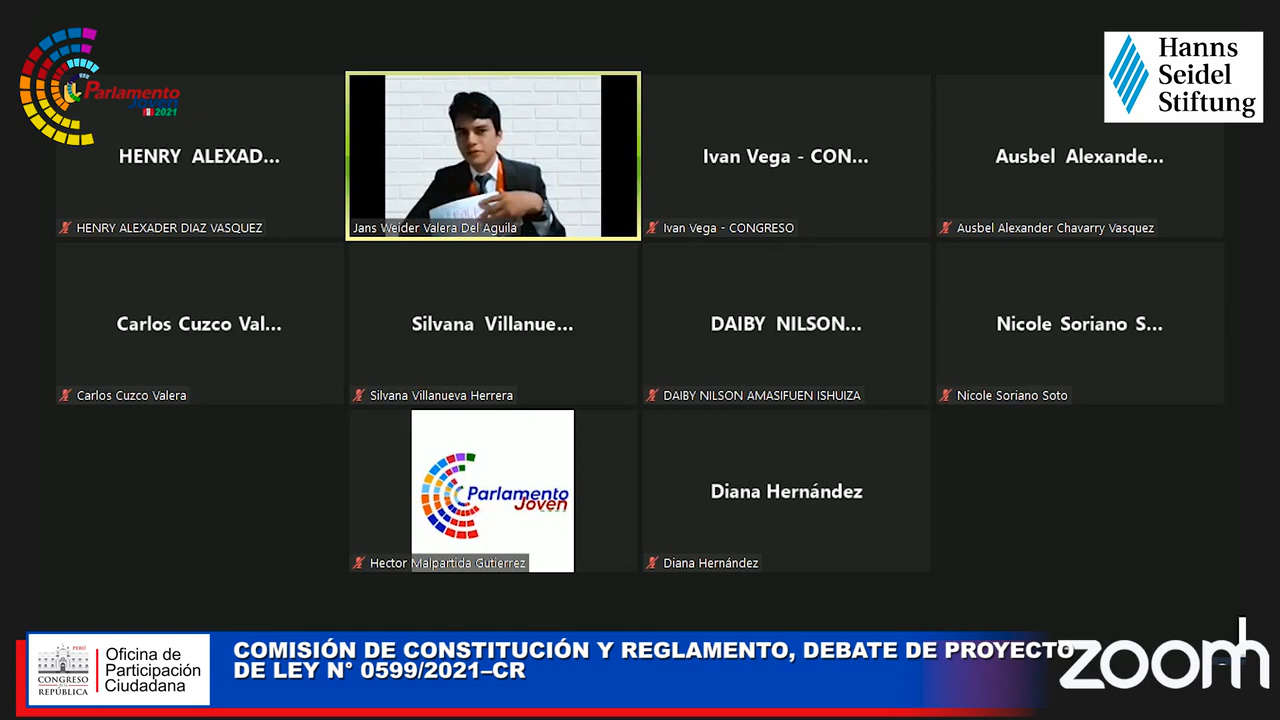 Parlamento
Joven
2021
Hanns
Seidel
Stiftung
HENRY ALEXAD...
Ivan Vega - CON...
Ausbel Alexande...
HENRY ALEXADER DIAZ VASQUEZ
Jans Weider Valera Del Aguila
Ivan Vega - CONGRESO
Ausbel Alexander Chavarry Vasquez
Carlos Cuzco Val...
Silvana Villanue...
DAIBY NILSON...
Nicole Soriano S...
Carlos Cuzco Valera
Silvana Villanueva Herrera
DAIBY NILSON AMASIFUEN ISHUIZA
Nicole Soriano Soto
Parlamento
Joven
Diana Hernández
Hector Malpartida Gutierrez
Diana Hernández
PERÚ
CONGRESO
de la
REPÚBLICA
Oficina de
Participación
Ciudadana
COMISIÓN DE CONSTITUCIÓN Y REGLAMENTO, DEBATE DE PROYECTO
DE LEY N° 0599/2021–CR
zoom